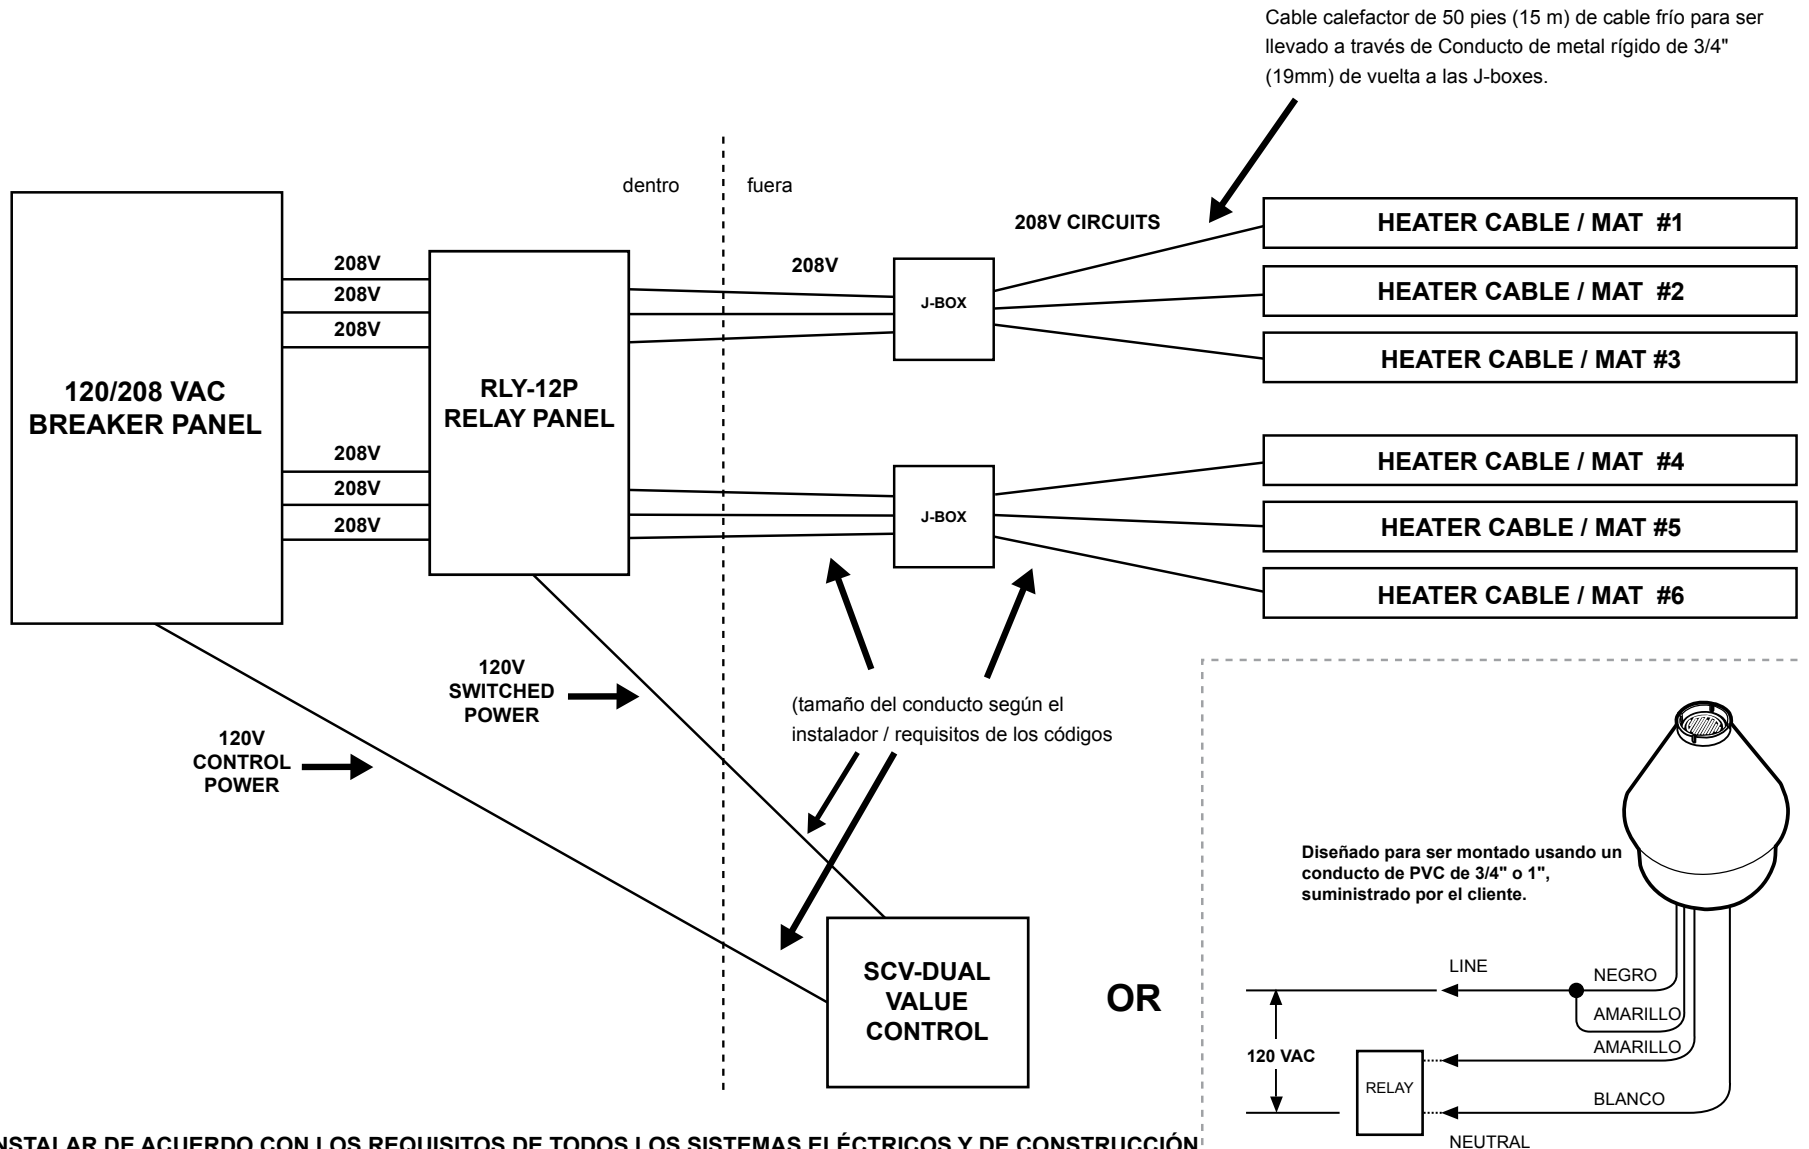 Cable calefactor de 50 pies (15 m) de cable frío para ser
llevado a través de Conducto de metal rígido de 3/4"
(19mm) de vuelta a las J-boxes.
dentro
fuera
208V CIRCUITS
HEATER CABLE / MAT #1
208V
208V
208V
208V
J-BOX
HEATER CABLE / MAT #2
HEATER CABLE / MAT #3
120/208 VAC
BREAKER PANEL
RLY-12P
RELAY PANEL
208V
208V
208V
J-BOX
HEATER CABLE / MAT #4
HEATER CABLE / MAT #5
HEATER CABLE / MAT #6
120V
SWITCHED
POWER
120V
CONTROL
POWER
(tamaño del conducto según el
instalador / requisitos de los códigos
SCV-DUAL
VALUE
CONTROL
OR
Diseñado para ser montado usando un
conducto de PVC de 3/4" o 1",
suministrado por el cliente.
LINE
NEGRO
AMARILLO
AMARILLO
120 VAC
RELAY
BLANCO
NEUTRAL
NSTALAR DE ACUERDO CON LOS REQUISITOS DE TODOS LOS SISTEMAS ELÉCTRICOS Y DE CONSTRUCCIÓN